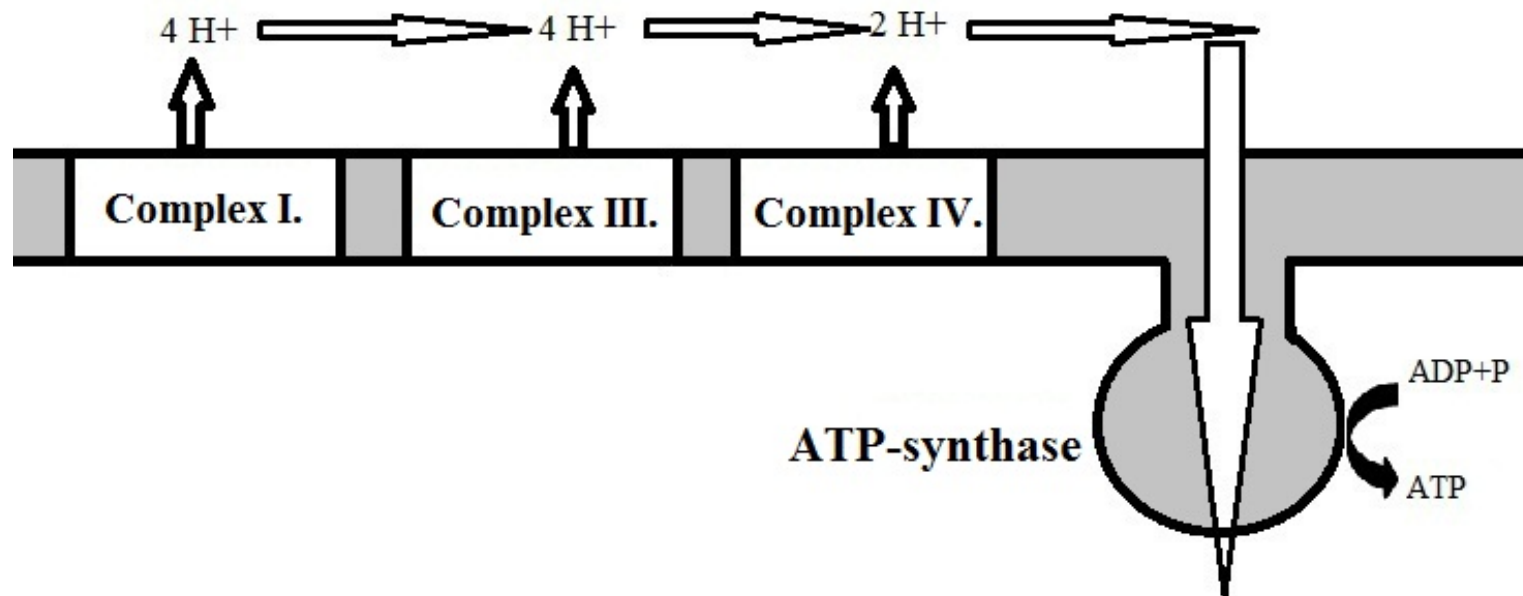 4 H+
4 H+
2 H+
Complex I.
Complex III.
Complex IV.
ADP+P
ATP-synthase
ATP